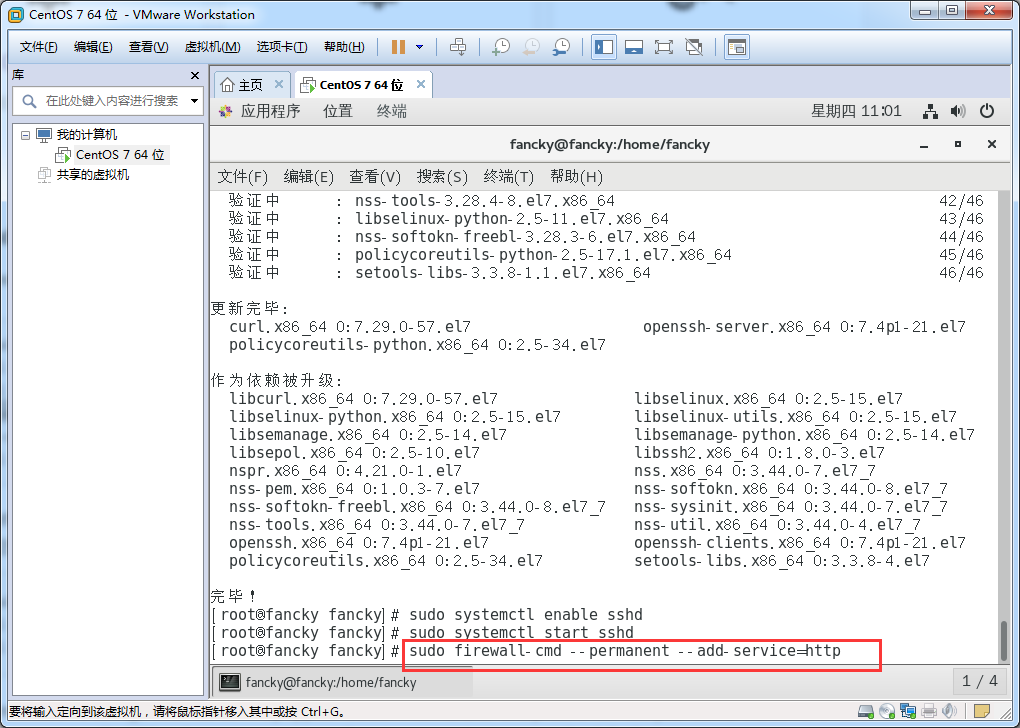 CentOS 7 64 位 - VMware Workstation
文件(F) 编辑(E) 查看(V) 虚拟机(M) 选项卡(T) 帮助(H)
库
在此处键入内容进行搜索
我的计算机
CentOS 7 64 位
共享的虚拟机
主页 CentOS 7 64 位
应用程序 位置 终端 星期四 11∶01
fancky@fancky:/home/fancky
文件(F) 编辑(E) 查看(V) 搜索(S) 终端(T) 帮助(H)
验证中 : nss-tools-3.28.4-8.el7.x86_64 42/46
验证中 : libselinux-python-2.5-11.el7.x86_64 43/46
验证中 : nss-softokn-freebl-3.28.3-6.el7.x86_64 44/46
验证中 : policycoreutils-python-2.5-17.1.el7.x86_64 45/46
验证中 : setools-libs-3.3.8-1.1.el7.x86_64 46/46
更新完毕:
curl.x86_64 0:7.29.0-57.el7 openssh-server.x86_64 0:7.4p1-21.el7
policycoreutils-python.x86_64 0:2.5-34.el7
作为依赖被升级:
libcurl.x86_64 0:7.29.0-57.el7 libselinux.x86_64 0:2.5-15.el7
libselinux-python.x86_64 0:2.5-15.el7 libselinux-utils.x86_64 0:2.5-15.el7
libsemanage.x86_64 0:2.5-14.el7 libsemanage-python.x86_64 0:2.5-14.el7
libsepol.x86_64 0:2.5-10.el7 libssh2.x86_64 0:1.8.0-3.el7
nspr.x86_64 0:4.21.0-1.el7 nss.x86_64 0:3.44.0-7.el7_7
nss-pem.x86_64 0:1.0.3-7.el7 nss-softokn.x86_64 0:3.44.0-8.el7_7
nss-softokn-freebl.x86_64 0:3.44.0-8.el7_7 nss-sysinit.x86_64 0:3.44.0-7.el7_7
nss-tools.x86_64 0:3.44.0-7.el7_7 nss-util.x86_64 0:3.44.0-4.el7_7
openssh.x86_64 0:7.4p1-21.el7 openssh-clients.x86_64 0:7.4p1-21.el7
policycoreutils.x86_64 0:2.5-34.el7 setools-libs.x86_64 0:3.3.8-4.el7
完毕！
[root@fancky fancky]# sudo systemctl enable sshd
[root@fancky fancky]# sudo systemctl start sshd
[root@fancky fancky]# sudo firewall-cmd --permanent --add-service=http
fancky@fancky:/home/fancky 1 / 4
要将输入定向到该虚拟机，请将鼠标指针移入其中或按 Ctrl+G。